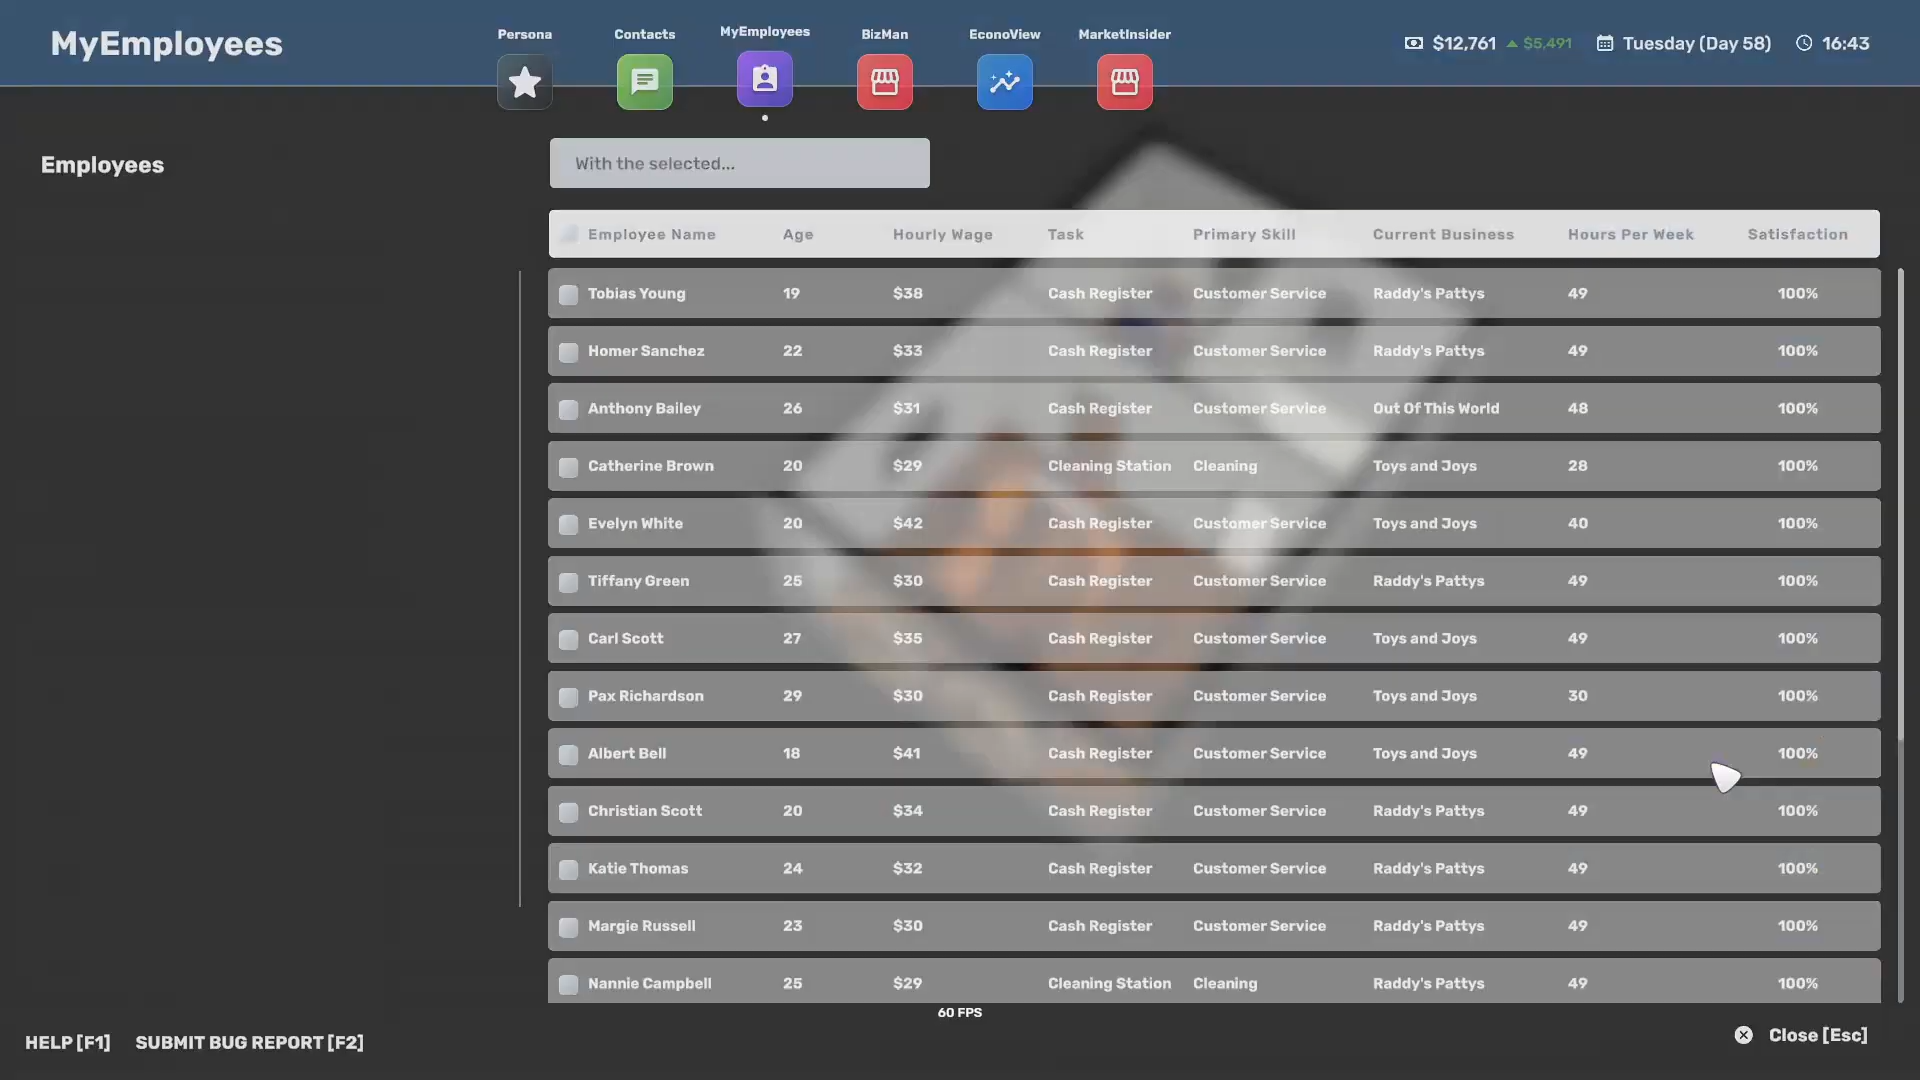 MyEmployees
Persona
Contacts
MyEmployees
BizMan
EconoView
MarketInsider
$12,761 $5,491 Tuesday (Day 58) 16:43
Employees
With the selected...
Employee Name Age Hourly Wage Task Primary Skill Current Business Hours Per Week Satisfaction
Tobias Young 19 $38 Cash Register Customer Service Raddy's Pattys 49 100%
Homer Sanchez 22 $33 Cash Register Customer Service Raddy's Pattys 49 100%
Anthony Bailey 26 $31 Cash Register Customer Service Out Of This World 48 100%
Catherine Brown 20 $29 Cleaning Station Cleaning Toys and Joys 28 100%
Evelyn White 20 $42 Cash Register Customer Service Toys and Joys 40 100%
Tiffany Green 25 $30 Cash Register Customer Service Raddy's Pattys 49 100%
Carl Scott 27 $35 Cash Register Customer Service Toys and Joys 49 100%
Pax Richardson 29 $30 Cash Register Customer Service Toys and Joys 30 100%
Albert Bell 18 $41 Cash Register Customer Service Toys and Joys 49 100%
Christian Scott 20 $34 Cash Register Customer Service Raddy's Pattys 49 100%
Katie Thomas 24 $32 Cash Register Customer Service Raddy's Pattys 49 100%
Margie Russell 23 $30 Cash Register Customer Service Raddy's Pattys 49 100%
Nannie Campbell 25 $29 Cleaning Station Cleaning Raddy's Pattys 49 100%
60 FPS
HELP [F1] SUBMIT BUG REPORT [F2]
Close [Esc]